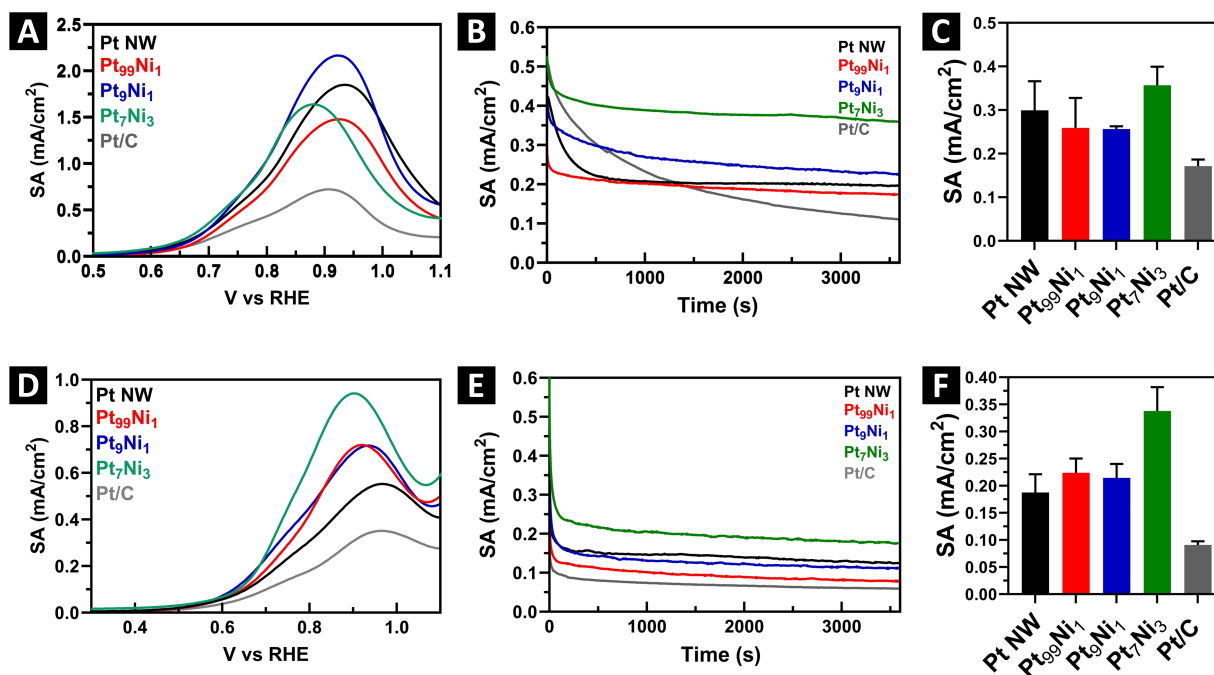 A
SA (mA/cm²)
2.5
2.0
1.5
1.0
0.5
0.0
0.5
0.6
0.7
0.8
0.9
1.0
1.1
V vs RHE
Pt NW
Pt₉₉Ni₁
Pt₉Ni₁
Pt₇Ni₃
Pt/C
B
SA (mA/cm²)
0.6
0.5
0.4
0.3
0.2
0.1
0.0
0
1000
2000
3000
Time (s)
Pt NW
Pt₉₉Ni₁
Pt₉Ni₁
Pt₇Ni₃
Pt/C
C
SA (mA/cm²)
0.5
0.4
0.3
0.2
0.1
0.0
Pt NW
Pt₉₉Ni₁
Pt₉Ni₁
Pt₇Ni₃
Pt/C
D
SA (mA/cm²)
1.0
0.8
0.6
0.4
0.2
0.0
0.4
0.6
0.8
1.0
V vs RHE
Pt NW
Pt₉₉Ni₁
Pt₉Ni₁
Pt₇Ni₃
Pt/C
E
SA (mA/cm²)
0.6
0.5
0.4
0.3
0.2
0.1
0.0
0
1000
2000
3000
Time (s)
Pt NW
Pt₉₉Ni₁
Pt₉Ni₁
Pt₇Ni₃
Pt/C
F
SA (mA/cm²)
0.40
0.35
0.30
0.25
0.20
0.15
0.10
0.05
0.00
Pt NW
Pt₉₉Ni₁
Pt₉Ni₁
Pt₇Ni₃
Pt/C